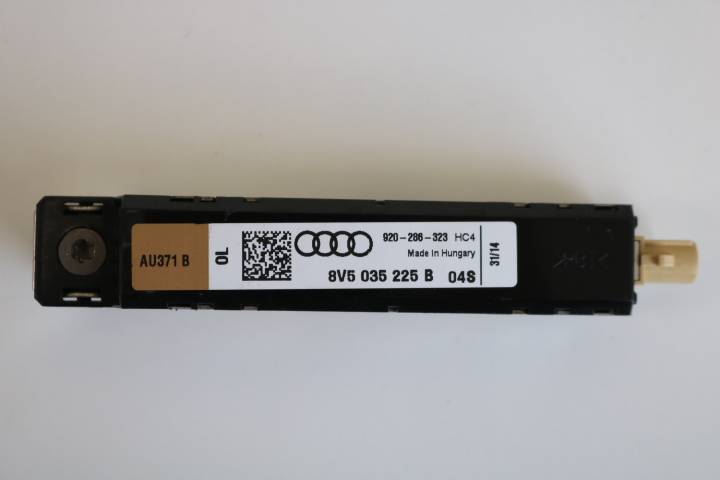 AU371 B
OL
920-286-323 HC4
Made in Hungary
8V5 035 225 B 04S
31/14